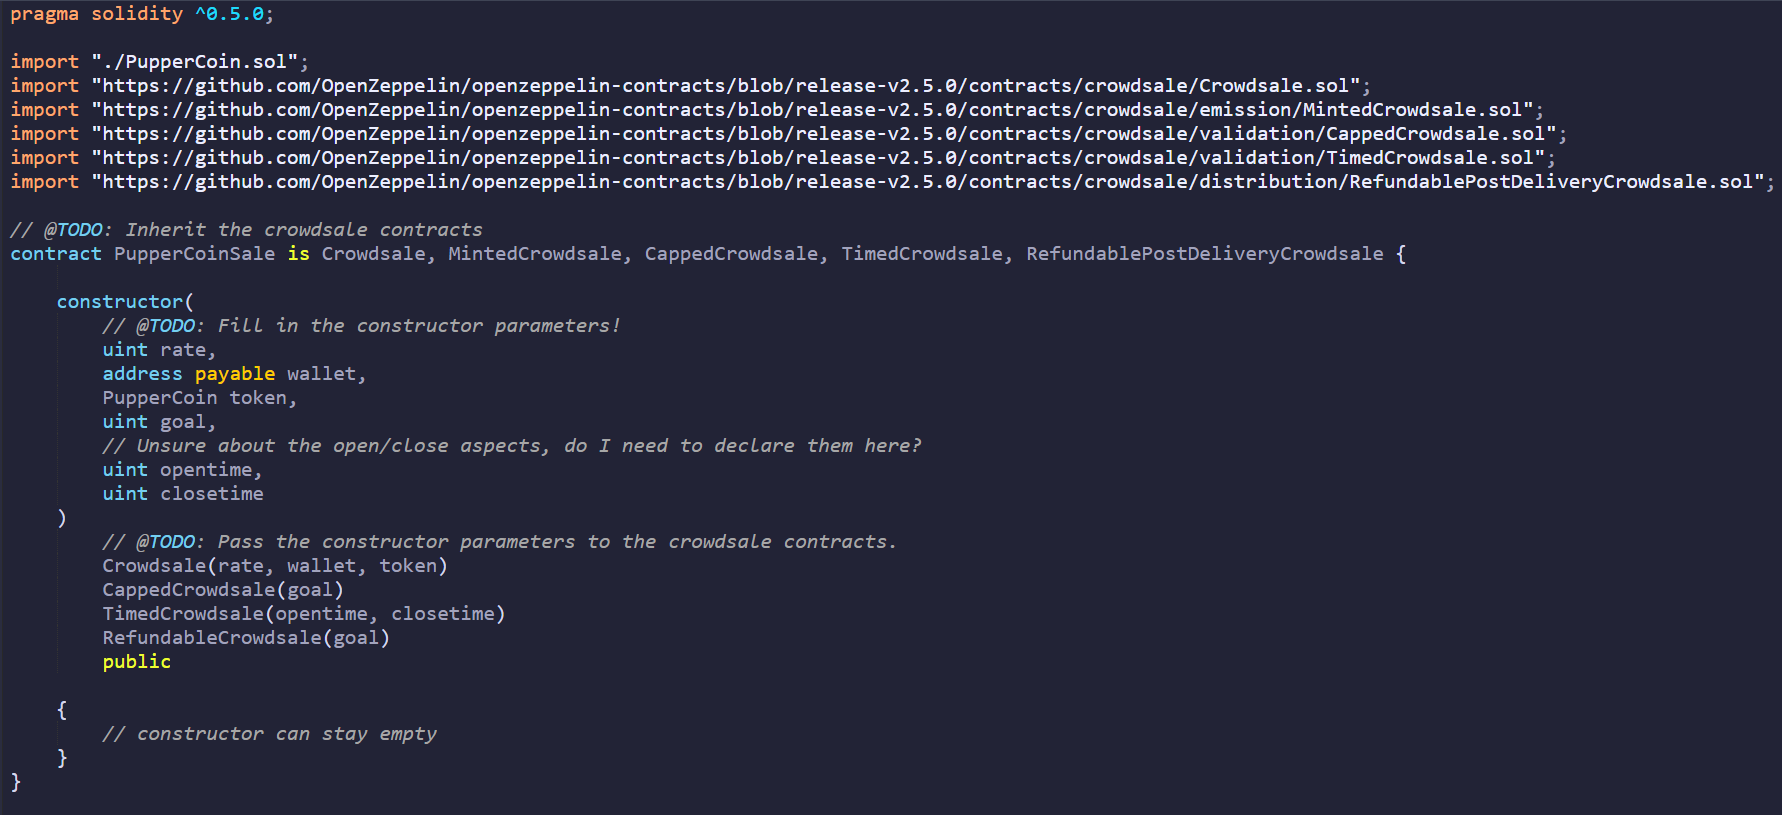 pragma solidity ^0.5.0;
import "./PupperCoin.sol";
import "https://github.com/OpenZeppelin/openzeppelin-contracts/blob/release-v2.5.0/contracts/crowdsale/Crowdsale.sol";
import "https://github.com/OpenZeppelin/openzeppelin-contracts/blob/release-v2.5.0/contracts/crowdsale/emission/MintedCrowdsale.sol";
import "https://github.com/OpenZeppelin/openzeppelin-contracts/blob/release-v2.5.0/contracts/crowdsale/validation/CappedCrowdsale.sol";
import "https://github.com/OpenZeppelin/openzeppelin-contracts/blob/release-v2.5.0/contracts/crowdsale/validation/TimedCrowdsale.sol";
import "https://github.com/OpenZeppelin/openzeppelin-contracts/blob/release-v2.5.0/contracts/crowdsale/distribution/RefundablePostDeliveryCrowdsale.sol";
// @TODO: Inherit the crowdsale contracts
contract PupperCoinSale is Crowdsale, MintedCrowdsale, CappedCrowdsale, TimedCrowdsale, RefundablePostDeliveryCrowdsale {
    constructor(
        // @TODO: Fill in the constructor parameters!
        uint rate,
        address payable wallet,
        PupperCoin token,
        uint goal,
        // Unsure about the open/close aspects, do I need to declare them here?
        uint opentime,
        uint closetime
    )
        // @TODO: Pass the constructor parameters to the crowdsale contracts.
        Crowdsale(rate, wallet, token)
        CappedCrowdsale(goal)
        TimedCrowdsale(opentime, closetime)
        RefundableCrowdsale(goal)
        public
    {
        // constructor can stay empty
    }
}